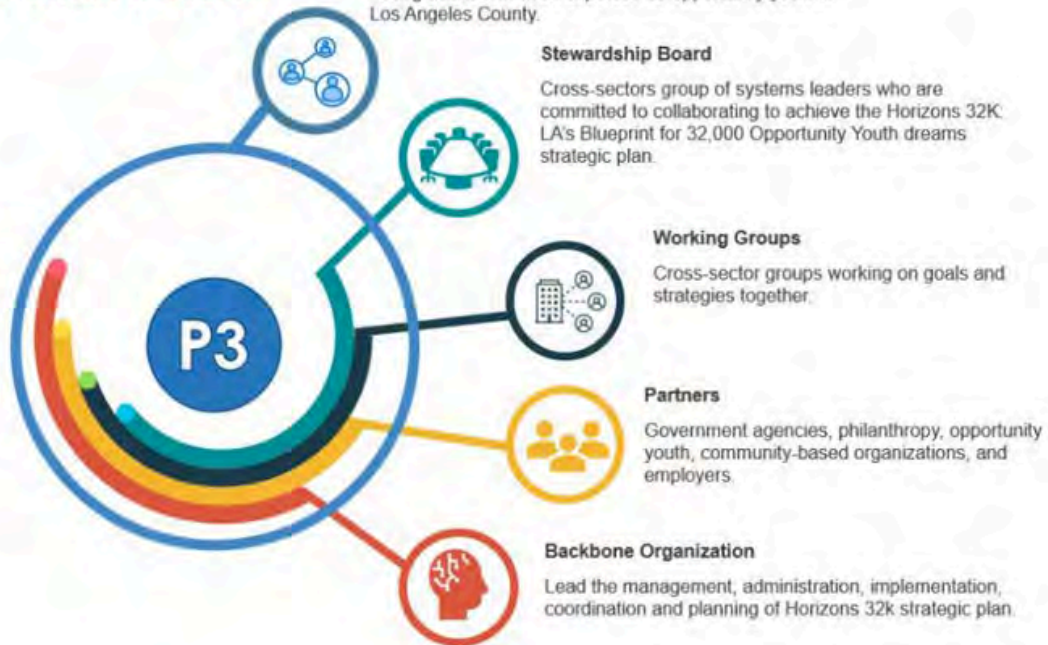 Los Angeles County.
Stewardship Board
Cross-sectors group of systems leaders who are
committed to collaborating to achieve the Horizons 32K:
LA's Blueprint for 32,000 Opportunity Youth dreams
strategic plan.
Working Groups
Cross-sector groups working on goals and
strategies together.
P3
Partners
Government agencies, philanthropy, opportunity
youth, community-based organizations, and
employers.
Backbone Organization
Lead the management, administration, implementation,
coordination and planning of Horizons 32k strategic plan.